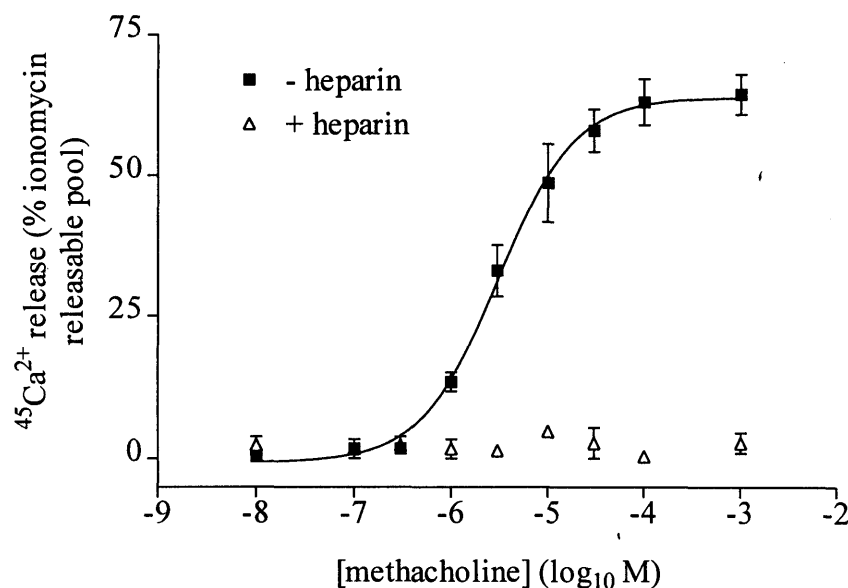 75
50
25
0
⁴⁵Ca²⁺ release (% ionomycin
releasable pool)
- heparin
+ heparin
-9 -8 -7 -6 -5 -4 -3 -2
[methacholine] (log₁₀ M)